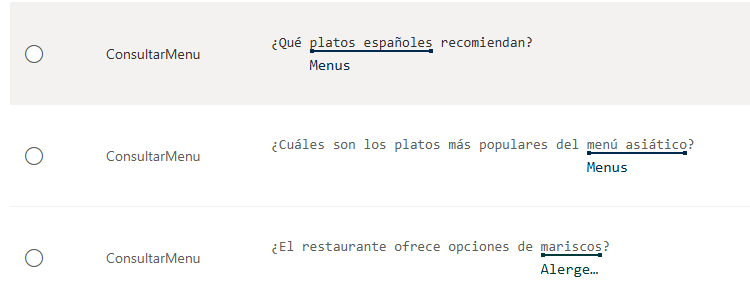 ConsultarMenu
¿Qué platos españoles recomiendan?
Menus
ConsultarMenu
¿Cuáles son los platos más populares del menú asiático?
Menus
ConsultarMenu
¿El restaurante ofrece opciones de mariscos?
Alerge…